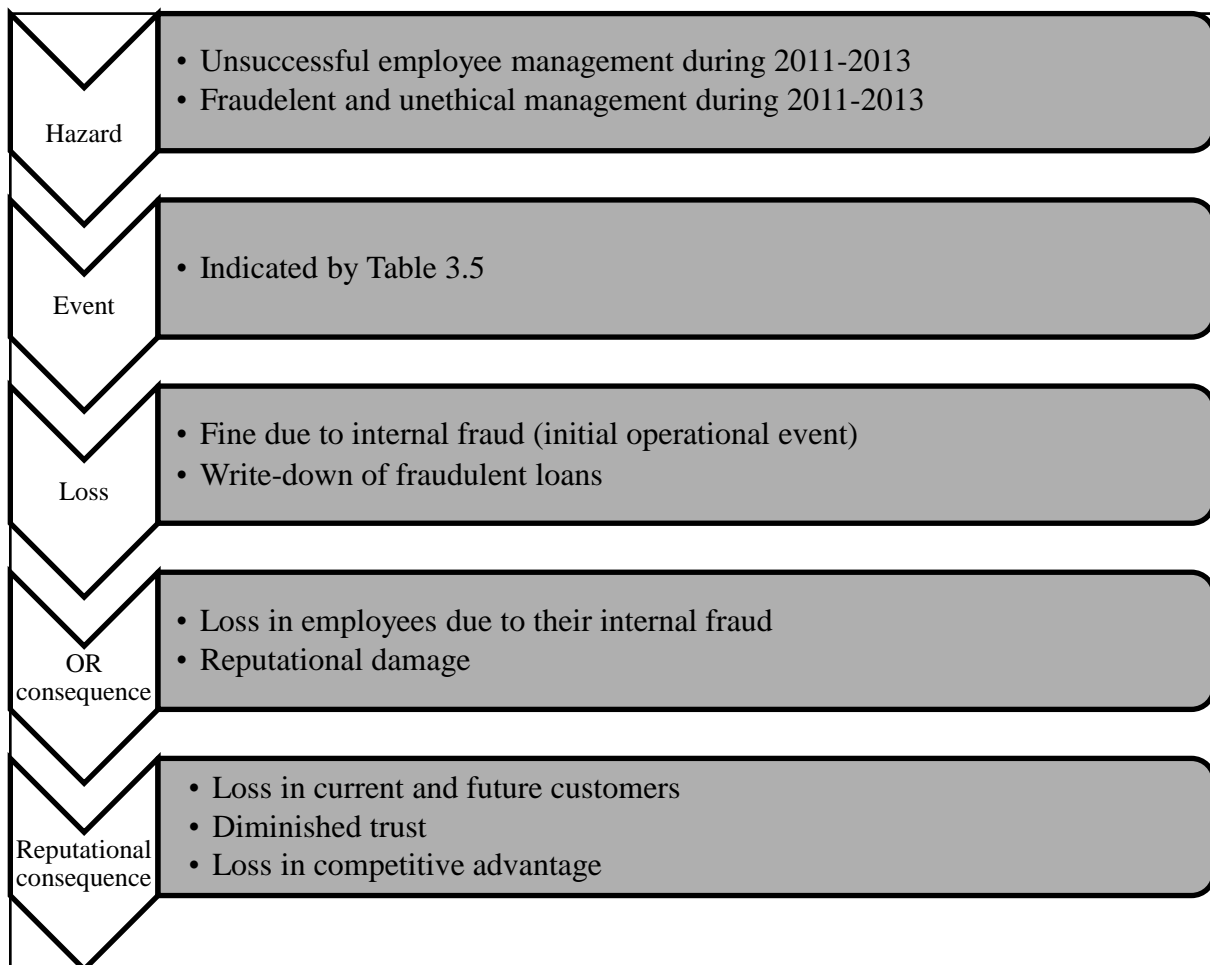 Hazard
• Unsuccessful employee management during 2011-2013
• Fraudelent and unethical management during 2011-2013
Event
• Indicated by Table 3.5
Loss
• Fine due to internal fraud (initial operational event)
• Write-down of fraudulent loans
OR
consequence
• Loss in employees due to their internal fraud
• Reputational damage
Reputational
consequence
• Loss in current and future customers
• Diminished trust
• Loss in competitive advantage